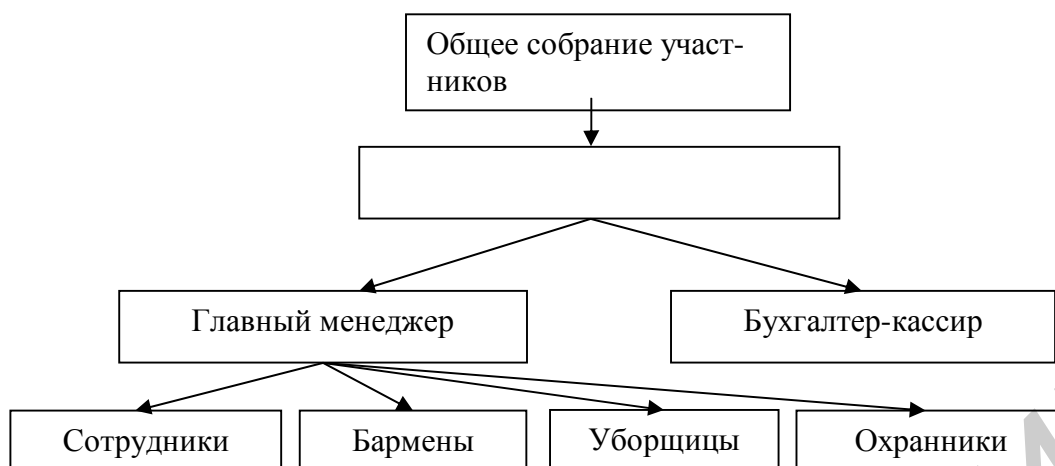 Общее собрание участ-
ников
Главный менеджер
Бухгалтер-кассир
Сотрудники
Бармены
Уборщицы
Охранники